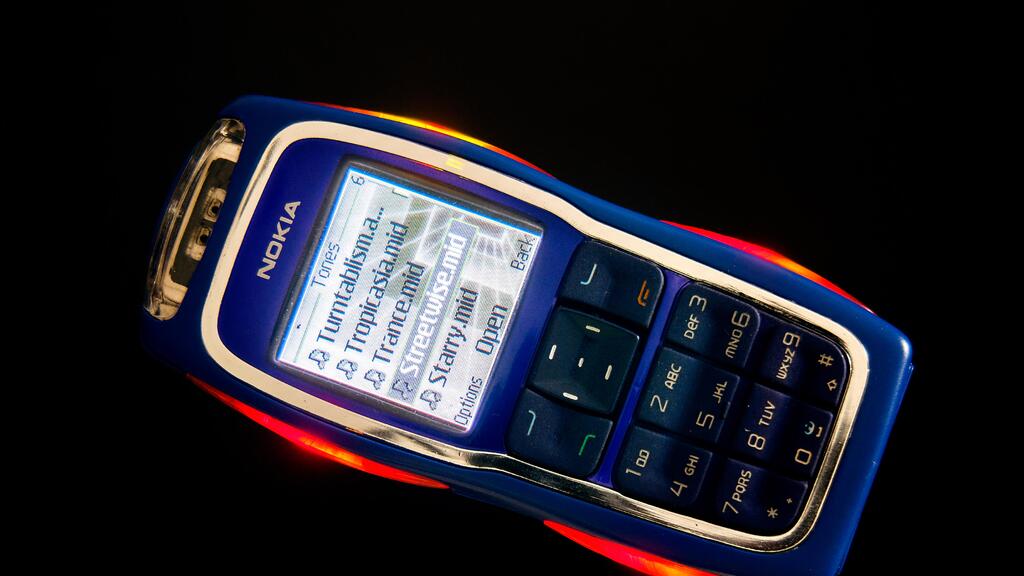 NOKIA
Tones 6
Turntablism.a...
Tropicasia.mid
Trance.mid
Streetwise.mid
Starry.mid
Options Open Back
1
2 ABC
DEF 3
4 GHI
5 JKL
MNO 6
7 PQRS
8 TUV
WXYZ 9
* +
0
#